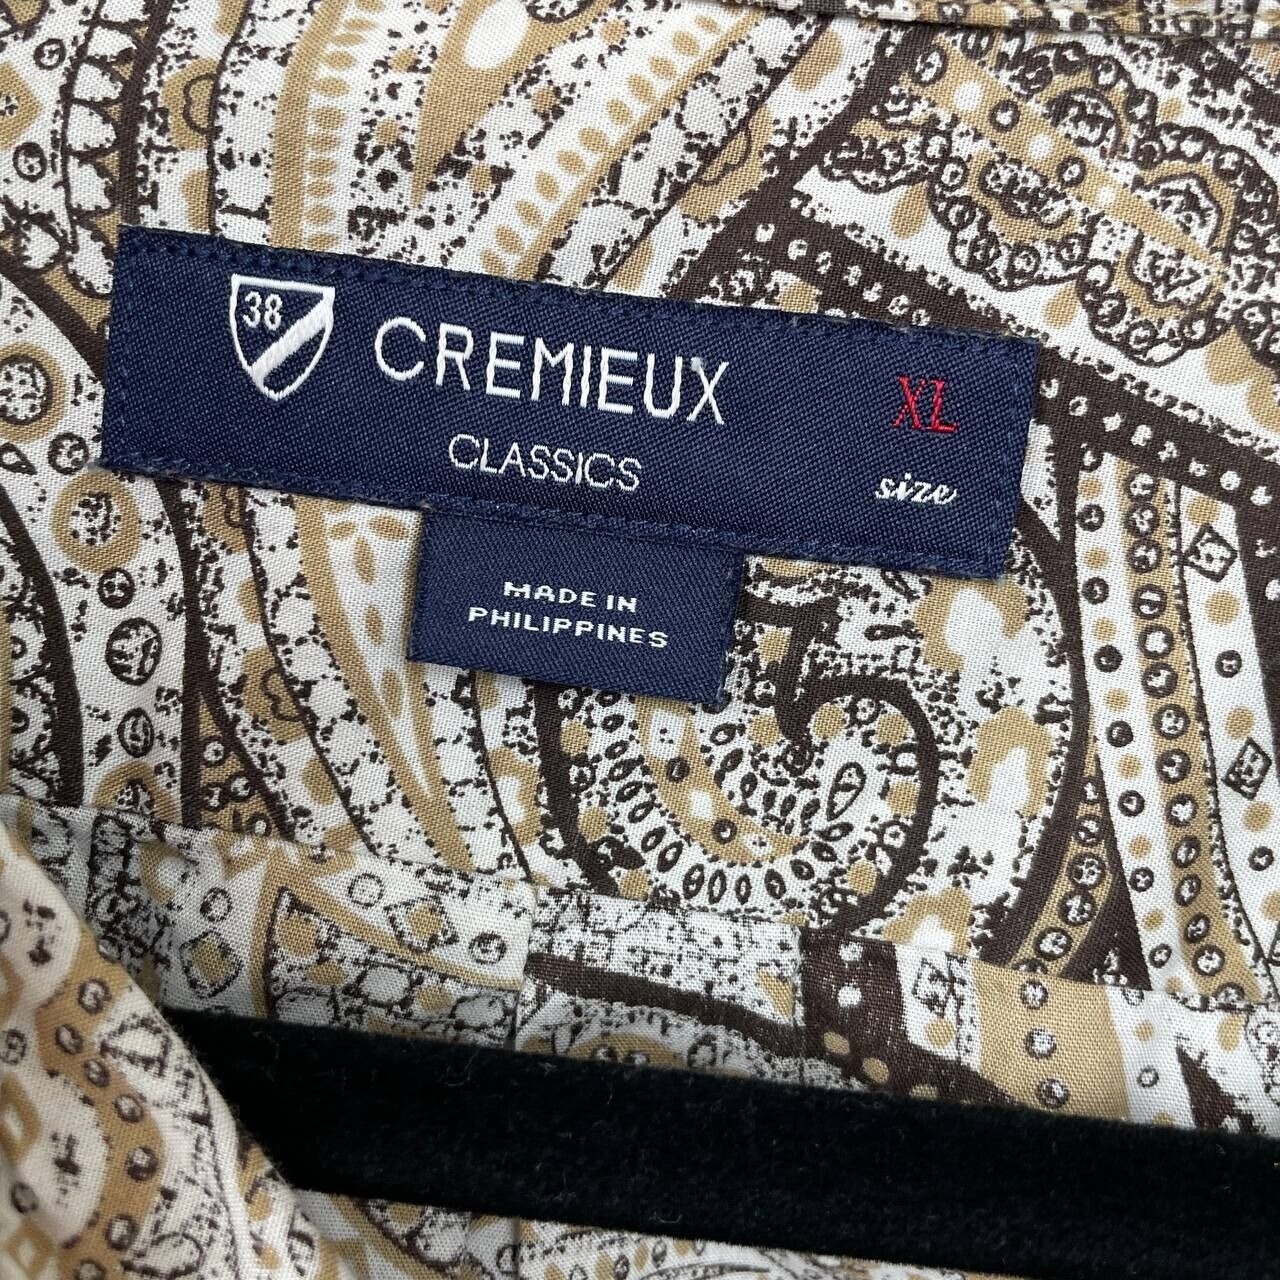 38
CREMIEUX
CLASSICS
XL
size
MADE IN
PHILIPPINES